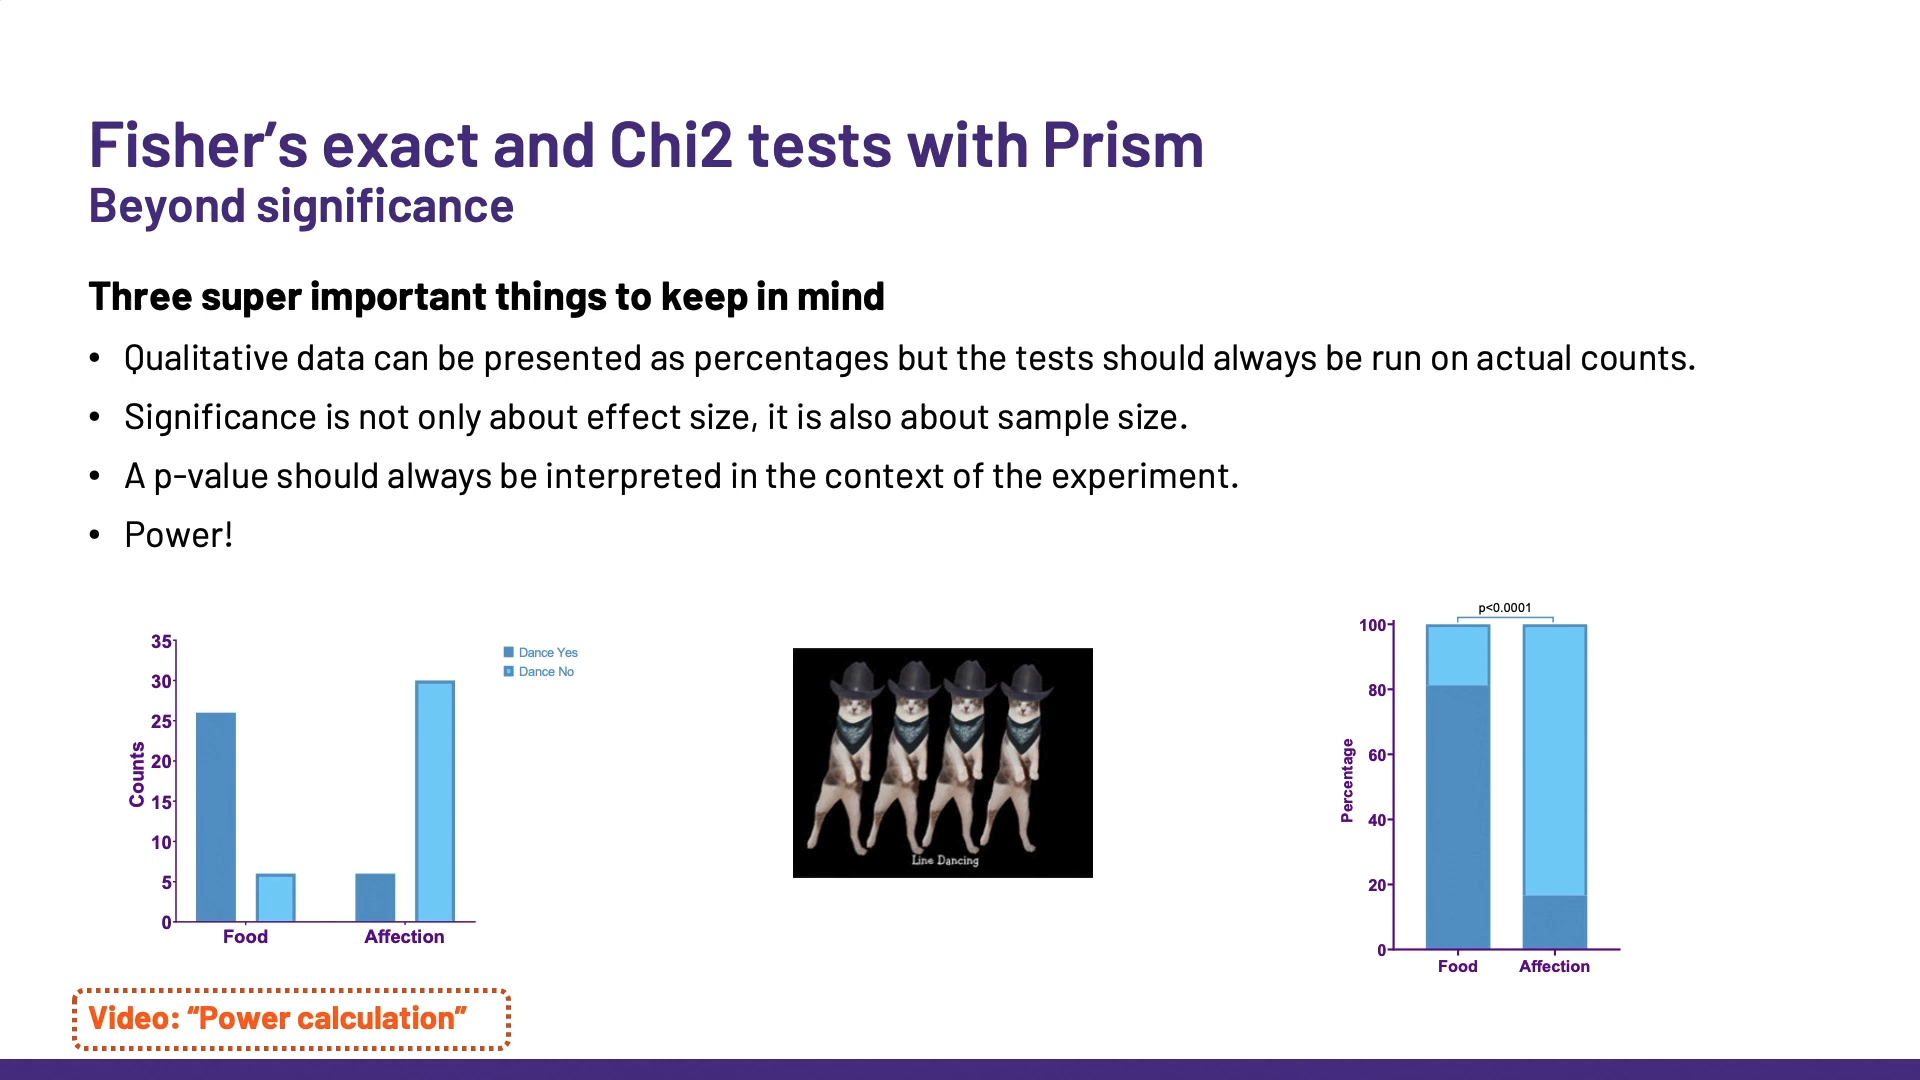 Fisher’s exact and Chi2 tests with Prism
Beyond significance
Three super important things to keep in mind
• Qualitative data can be presented as percentages but the tests should always be run on actual counts.
• Significance is not only about effect size, it is also about sample size.
• A p-value should always be interpreted in the context of the experiment.
• Power!
35
30
25
20
15
10
5
0
Counts
Food
Affection
Dance Yes
Dance No
Line Dancing
p<0.0001
100
80
60
40
20
0
Percentage
Food
Affection
Video: “Power calculation”